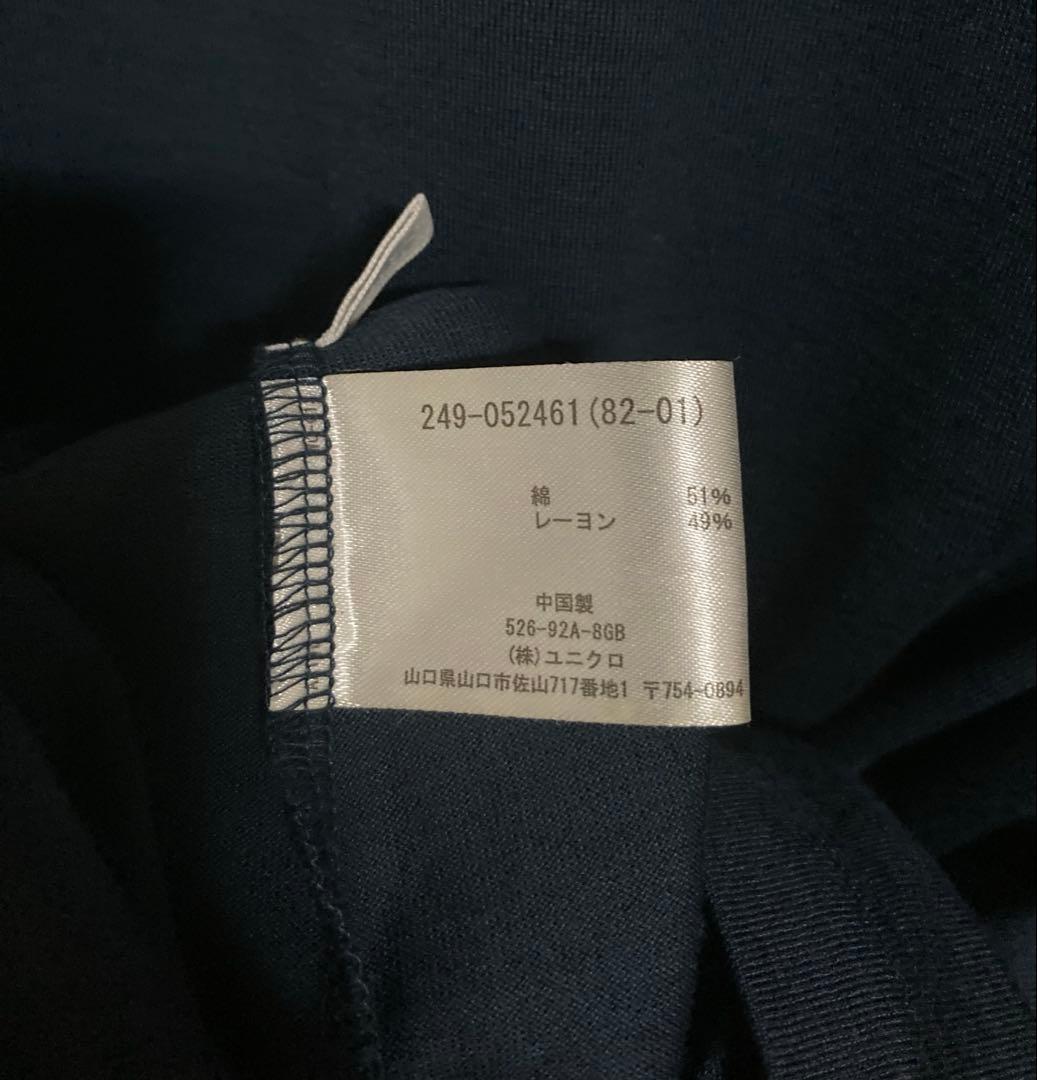 249-052461(82-01)
綿 51%
レーヨン 49%
中国製
526-92A-8GB
(株)ユニクロ
山口県山口市佐山717番地1 〒754-0894